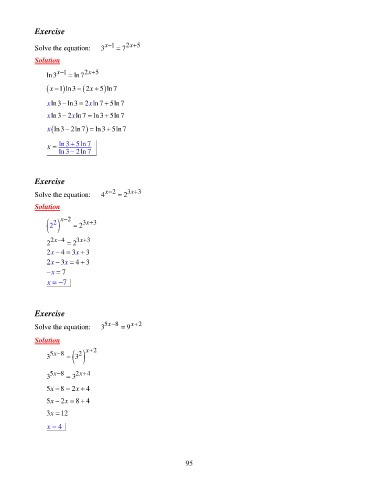 Exercise
Solve the equation: 3^(x−1) = 7^(2x+5)
Solution
ln 3^(x−1) = ln 7^(2x+5)
(x−1) ln 3 = (2x+5) ln 7
x ln 3 − ln 3 = 2x ln 7 + 5 ln 7
x ln 3 − 2x ln 7 = ln 3 + 5 ln 7
x(ln 3 − 2 ln 7) = ln 3 + 5 ln 7
x = (ln 3 + 5 ln 7)/(ln 3 − 2 ln 7)
Exercise
Solve the equation: 4^(x−2) = 2^(3x+3)
Solution
(2^2)^(x−2) = 2^(3x+3)
2^(2x−4) = 2^(3x+3)
2x − 4 = 3x + 3
2x − 3x = 4 + 3
−x = 7
x = −7
Exercise
Solve the equation: 3^(5x−8) = 9^(x+2)
Solution
3^(5x−8) = (3^2)^(x+2)
3^(5x−8) = 3^(2x+4)
5x − 8 = 2x + 4
5x − 2x = 8 + 4
3x = 12
x = 4
95